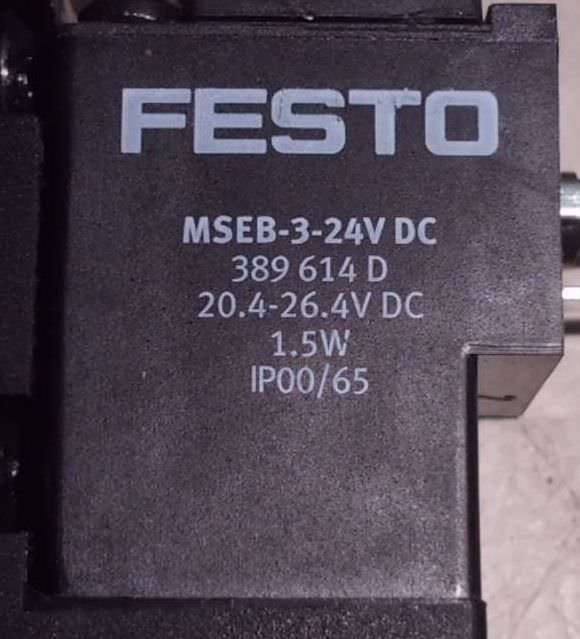 FESTO
MSEB-3-24V DC
389 614 D
20.4-26.4V DC
1.5W
IP00/65